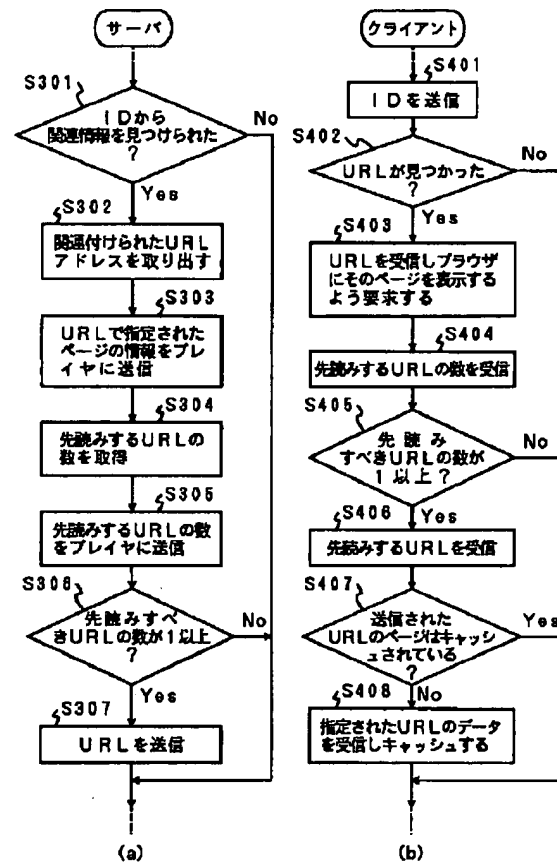 サーバ
S301
IDから
関連情報を見つけられた
?
No
Yes
S302
関連付けられたURL
アドレスを取り出す
S303
URLで指定された
ページの情報をプレイ
ヤに送信
S304
先読みするURLの
数を取得
S305
先読みするURLの数
をプレイヤに送信
S306
先読みすべ
きURLの数が1以上
?
No
Yes
S307
URLを送信
(a)
クライアント
S401
IDを送信
S402
URLが見つかった
?
No
Yes
S403
URLを受信しブラウザ
にそのページを表示する
よう要求する
S404
先読みするURLの数を受信
S405
先読み
すべきURLの数が
1以上?
No
Yes
S406
先読みするURLを受信
S407
送信された
URLのページはキャッシ
ュされている
?
Yes
No
S408
指定されたURLのデータ
を受信しキャッシュする
(b)